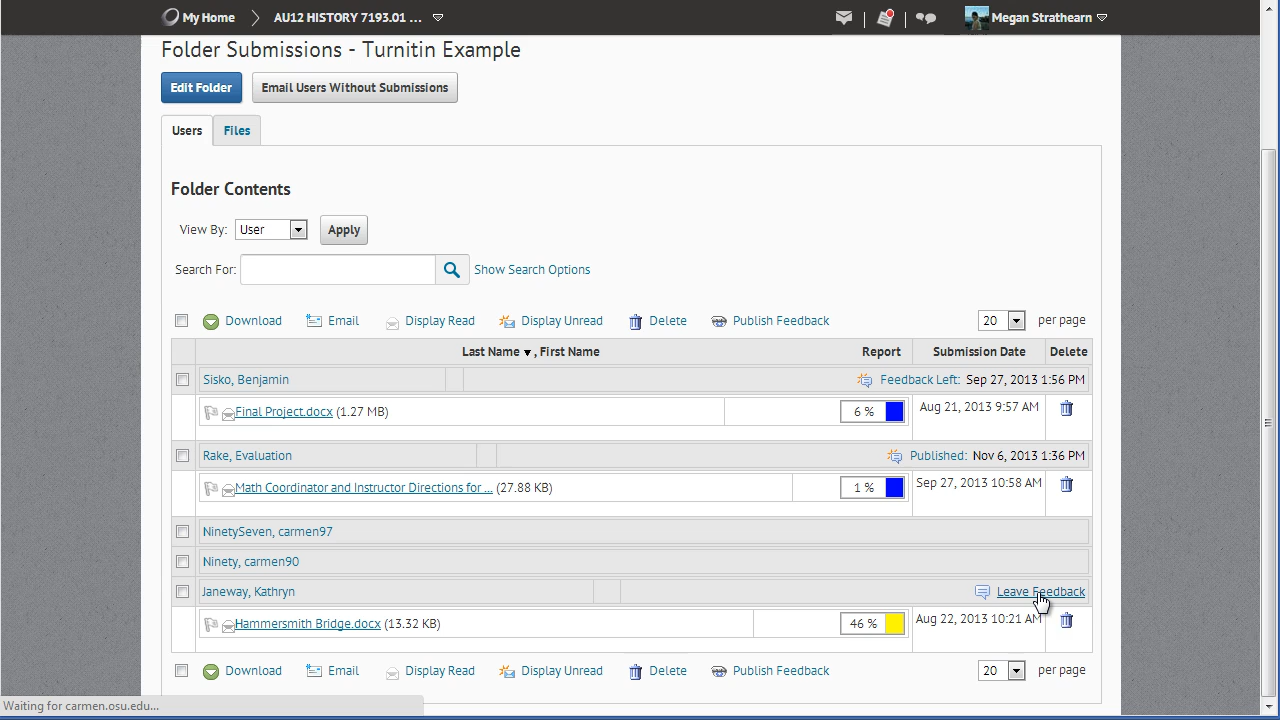 My Home
AU12 HISTORY 7193.01 ...
Megan Strathearn
Folder Submissions - Turnitin Example
Edit Folder
Email Users Without Submissions
Users
Files
Folder Contents
View By: User Apply
Search For: Show Search Options
Download Email Display Read Display Unread Delete Publish Feedback 20 per page
Last Name , First Name Report Submission Date Delete
Sisko, Benjamin Feedback Left: Sep 27, 2013 1:56 PM
Final Project.docx (1.27 MB) 6 % Aug 21, 2013 9:57 AM
Rake, Evaluation Published: Nov 6, 2013 1:36 PM
Math Coordinator and Instructor Directions for ... (27.88 KB) 1 % Sep 27, 2013 10:58 AM
NinetySeven, carmen97
Ninety, carmen90
Janeway, Kathryn Leave Feedback
Hammersmith Bridge.docx (13.32 KB) 46 % Aug 22, 2013 10:21 AM
Download Email Display Read Display Unread Delete Publish Feedback 20 per page
Waiting for carmen.osu.edu...